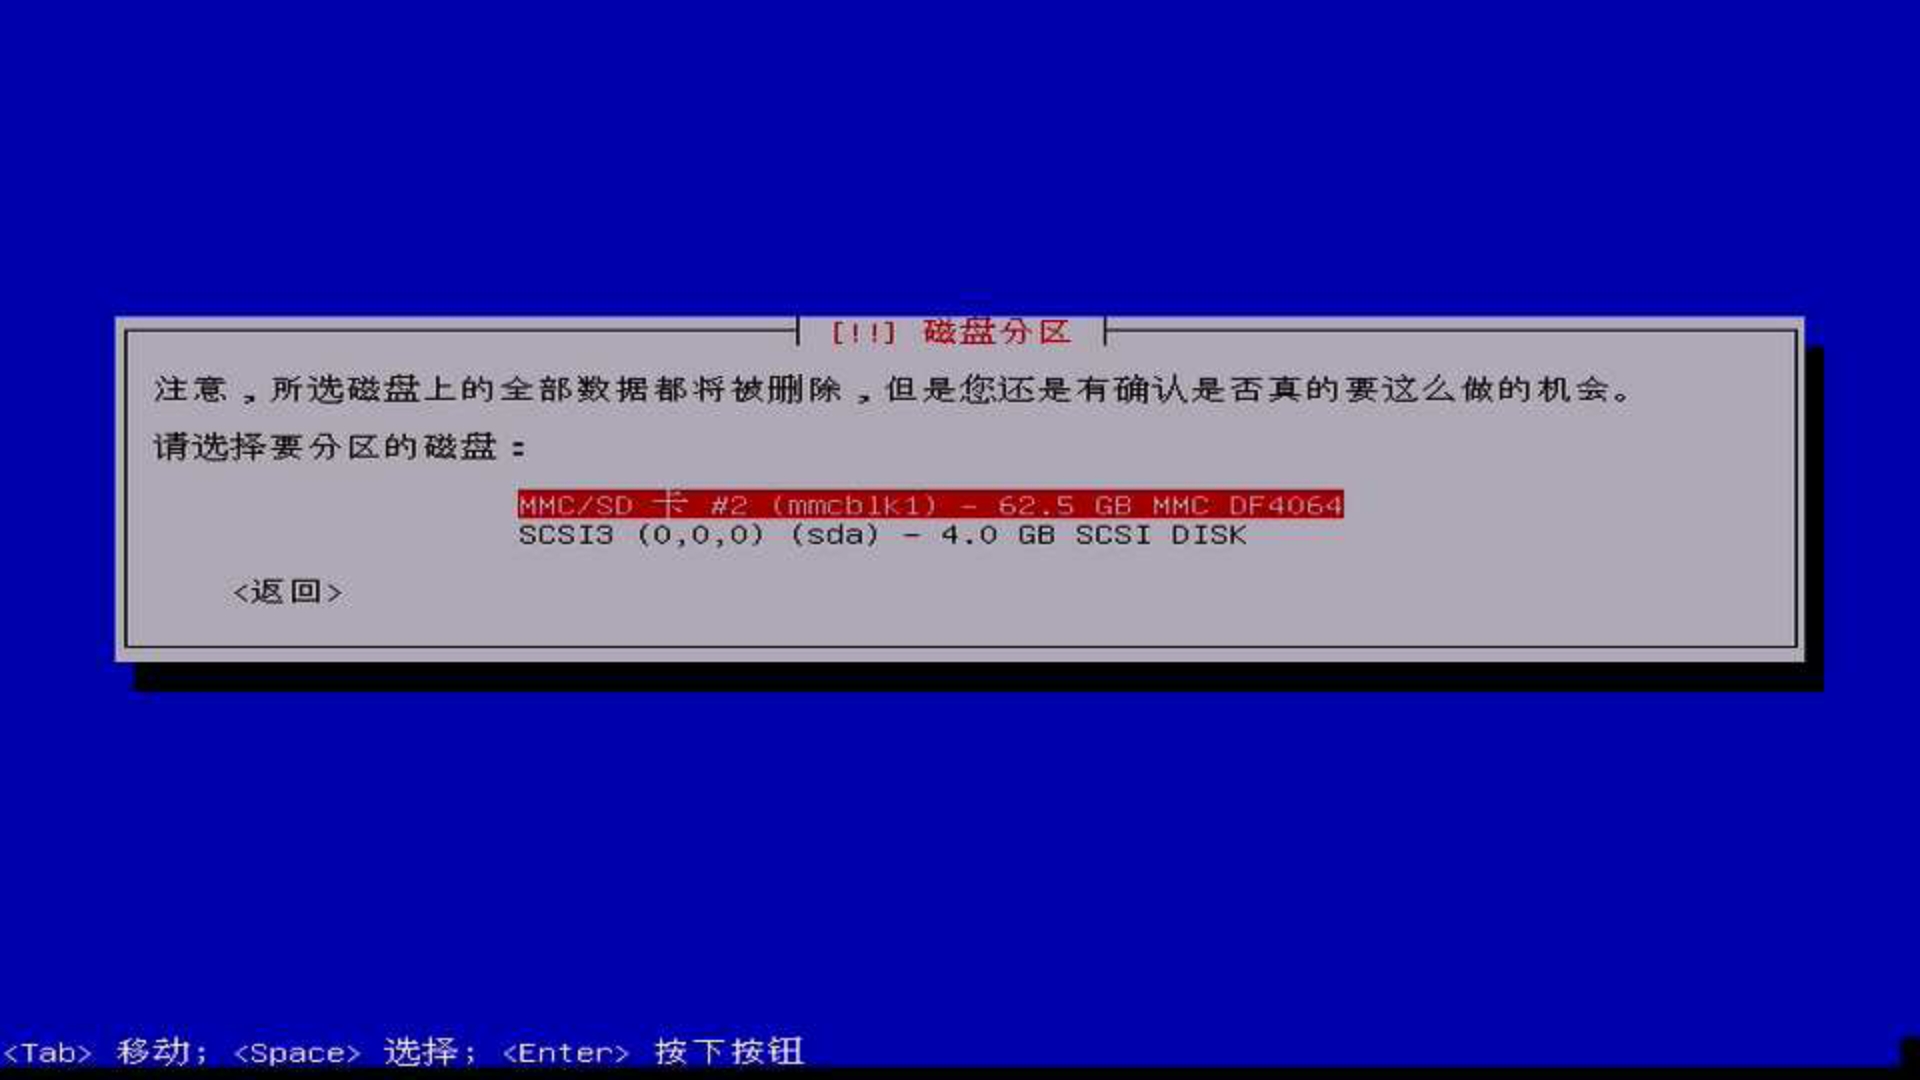 [!!] 磁盘分区
注意，所选磁盘上的全部数据都将被删除，但是您还是有确认是否真的要这么做的机会。
请选择要分区的磁盘：
MMC/SD 卡 #2 (mmcblk1) - 62.5 GB MMC DF4064
SCSI3 (0,0,0) (sda) - 4.0 GB SCSI DISK
<返回>
<Tab> 移动; <Space> 选择; <Enter> 按下按钮